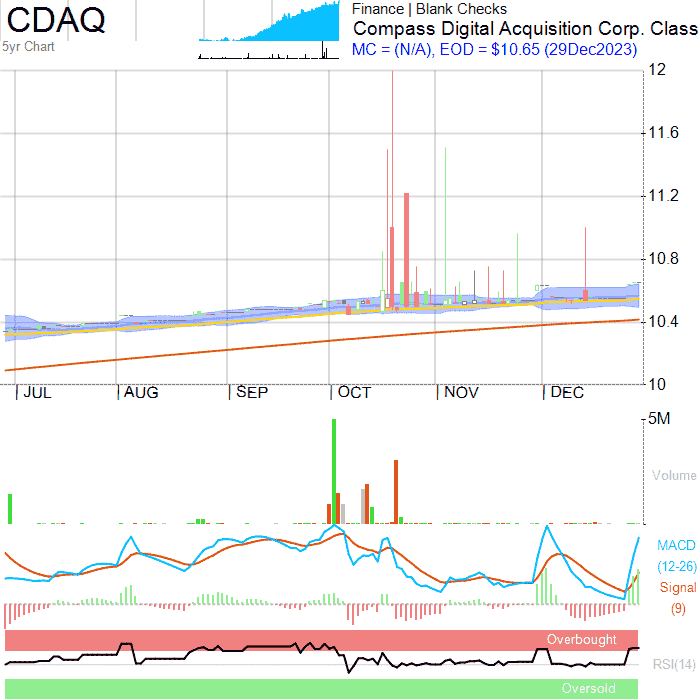 CDAQ
5yr Chart
Finance | Blank Checks
Compass Digital Acquisition Corp. Class
MC = (N/A), EOD = $10.65 (29Dec2023)
12
11.6
11.2
10.8
10.4
10
JUL AUG SEP OCT NOV DEC
5M
Volume
MACD
(12-26)
Signal
(9)
Overbought
RSI(14)
Oversold